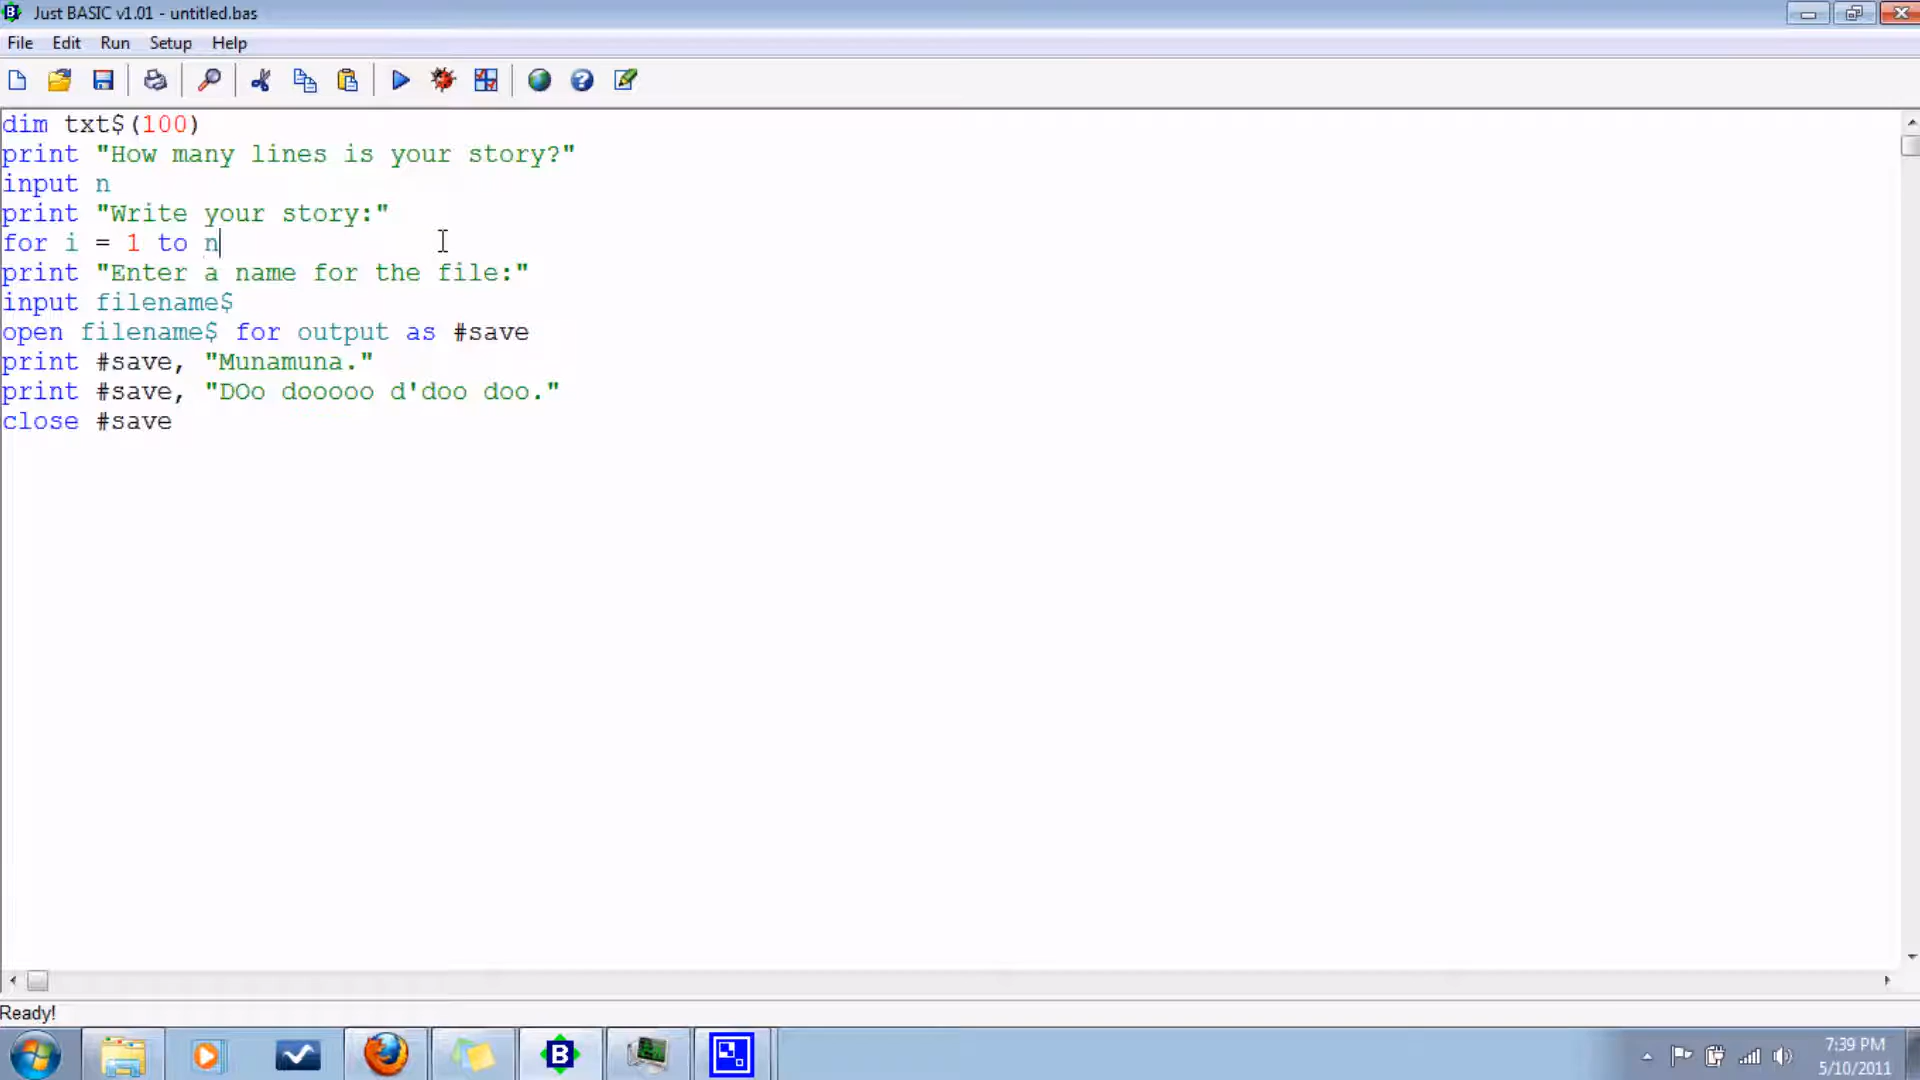 Just BASIC v1.01 - untitled.bas
File Edit Run Setup Help
dim txt$(100)
print "How many lines is your story?"
input n
print "Write your story:"
for i = 1 to n
print "Enter a name for the file:"
input filename$
open filename$ for output as #save
print #save, "Munamuna."
print #save, "DOo dooooo d'doo doo."
close #save
Ready!
7:39 PM
5/10/2011